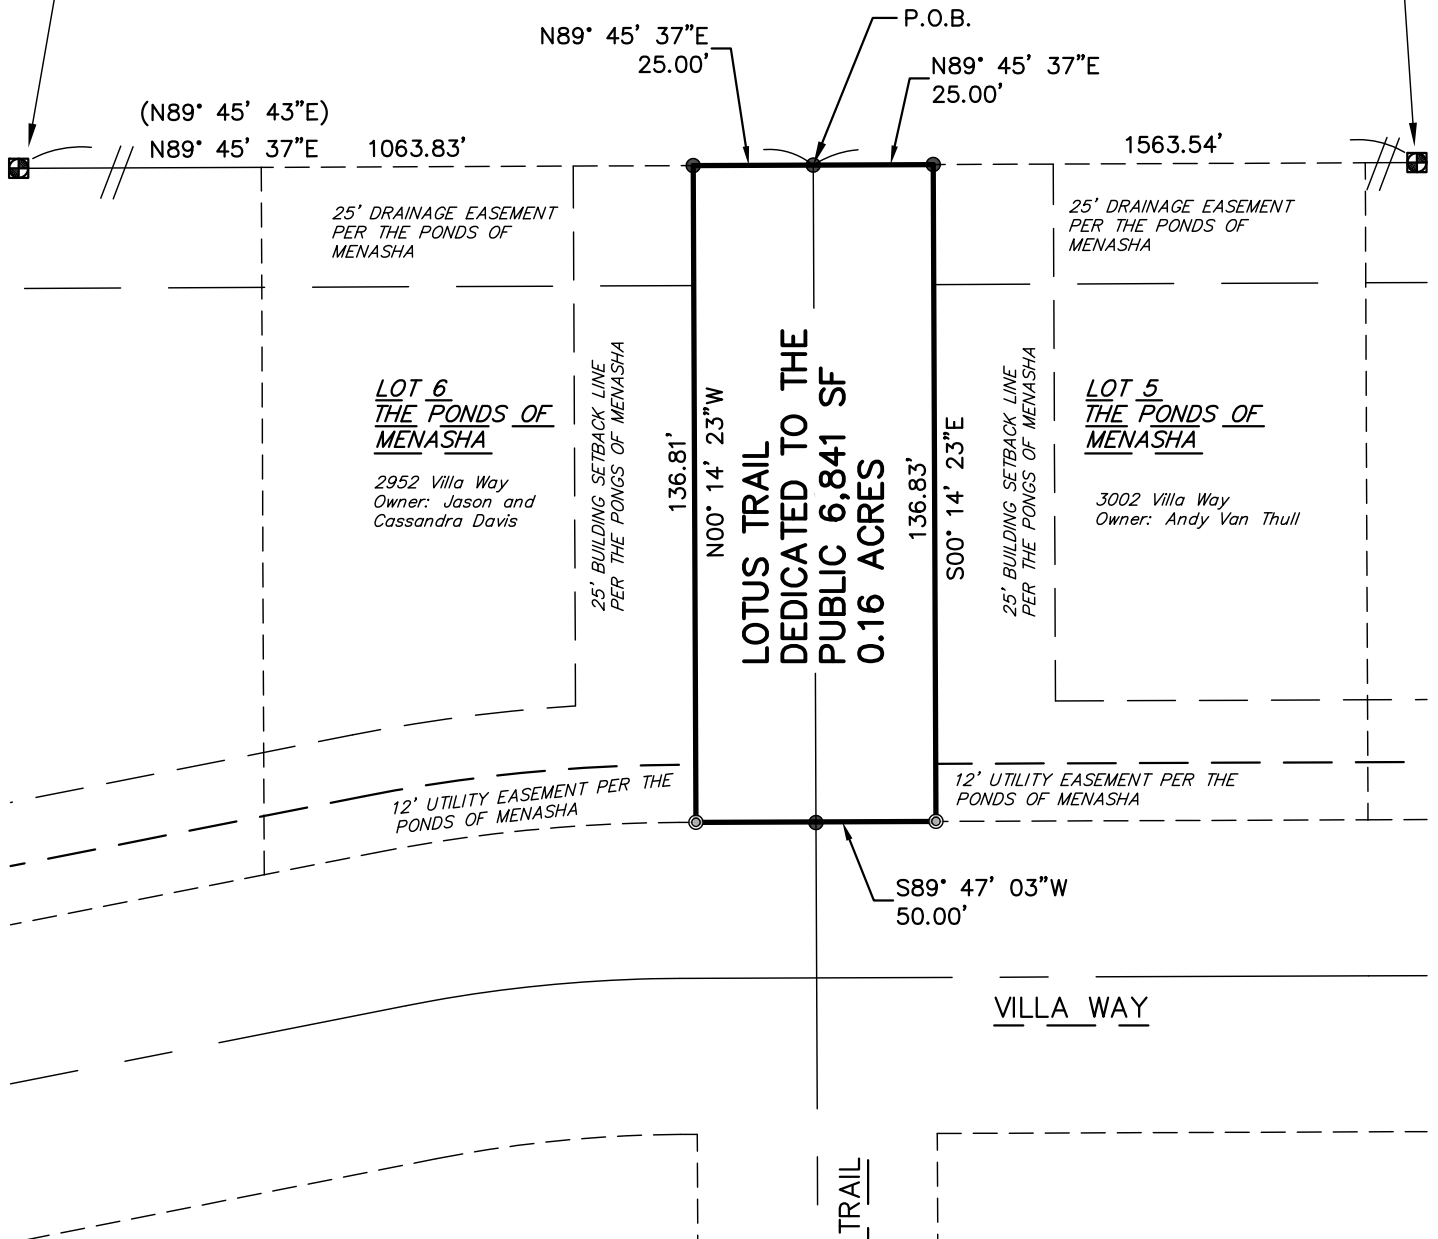 P.O.B.
N89° 45' 37"E
25.00'
N89° 45' 37"E
25.00'
(N89° 45' 43"E)
N89° 45' 37"E
1063.83'
1563.54'
25' DRAINAGE EASEMENT
PER THE PONDS OF
MENASHA
25' DRAINAGE EASEMENT
PER THE PONDS OF
MENASHA
LOT 6
THE PONDS OF
MENASHA
2952 Villa Way
Owner: Jason and
Cassandra Davis
25' BUILDING SETBACK LINE
PER THE PONGS OF MENASHA
136.81'
N00° 14' 23"W
LOTUS TRAIL
DEDICATED TO THE
PUBLIC 6,841 SF
0.16 ACRES
136.83'
S00° 14' 23"E
25' BUILDING SETBACK LINE
PER THE PONGS OF MENASHA
LOT 5
THE PONDS OF
MENASHA
3002 Villa Way
Owner: Andy Van Thull
12' UTILITY EASEMENT PER THE
PONDS OF MENASHA
12' UTILITY EASEMENT PER THE
PONDS OF MENASHA
S89° 47' 03"W
50.00'
VILLA WAY
TRAIL